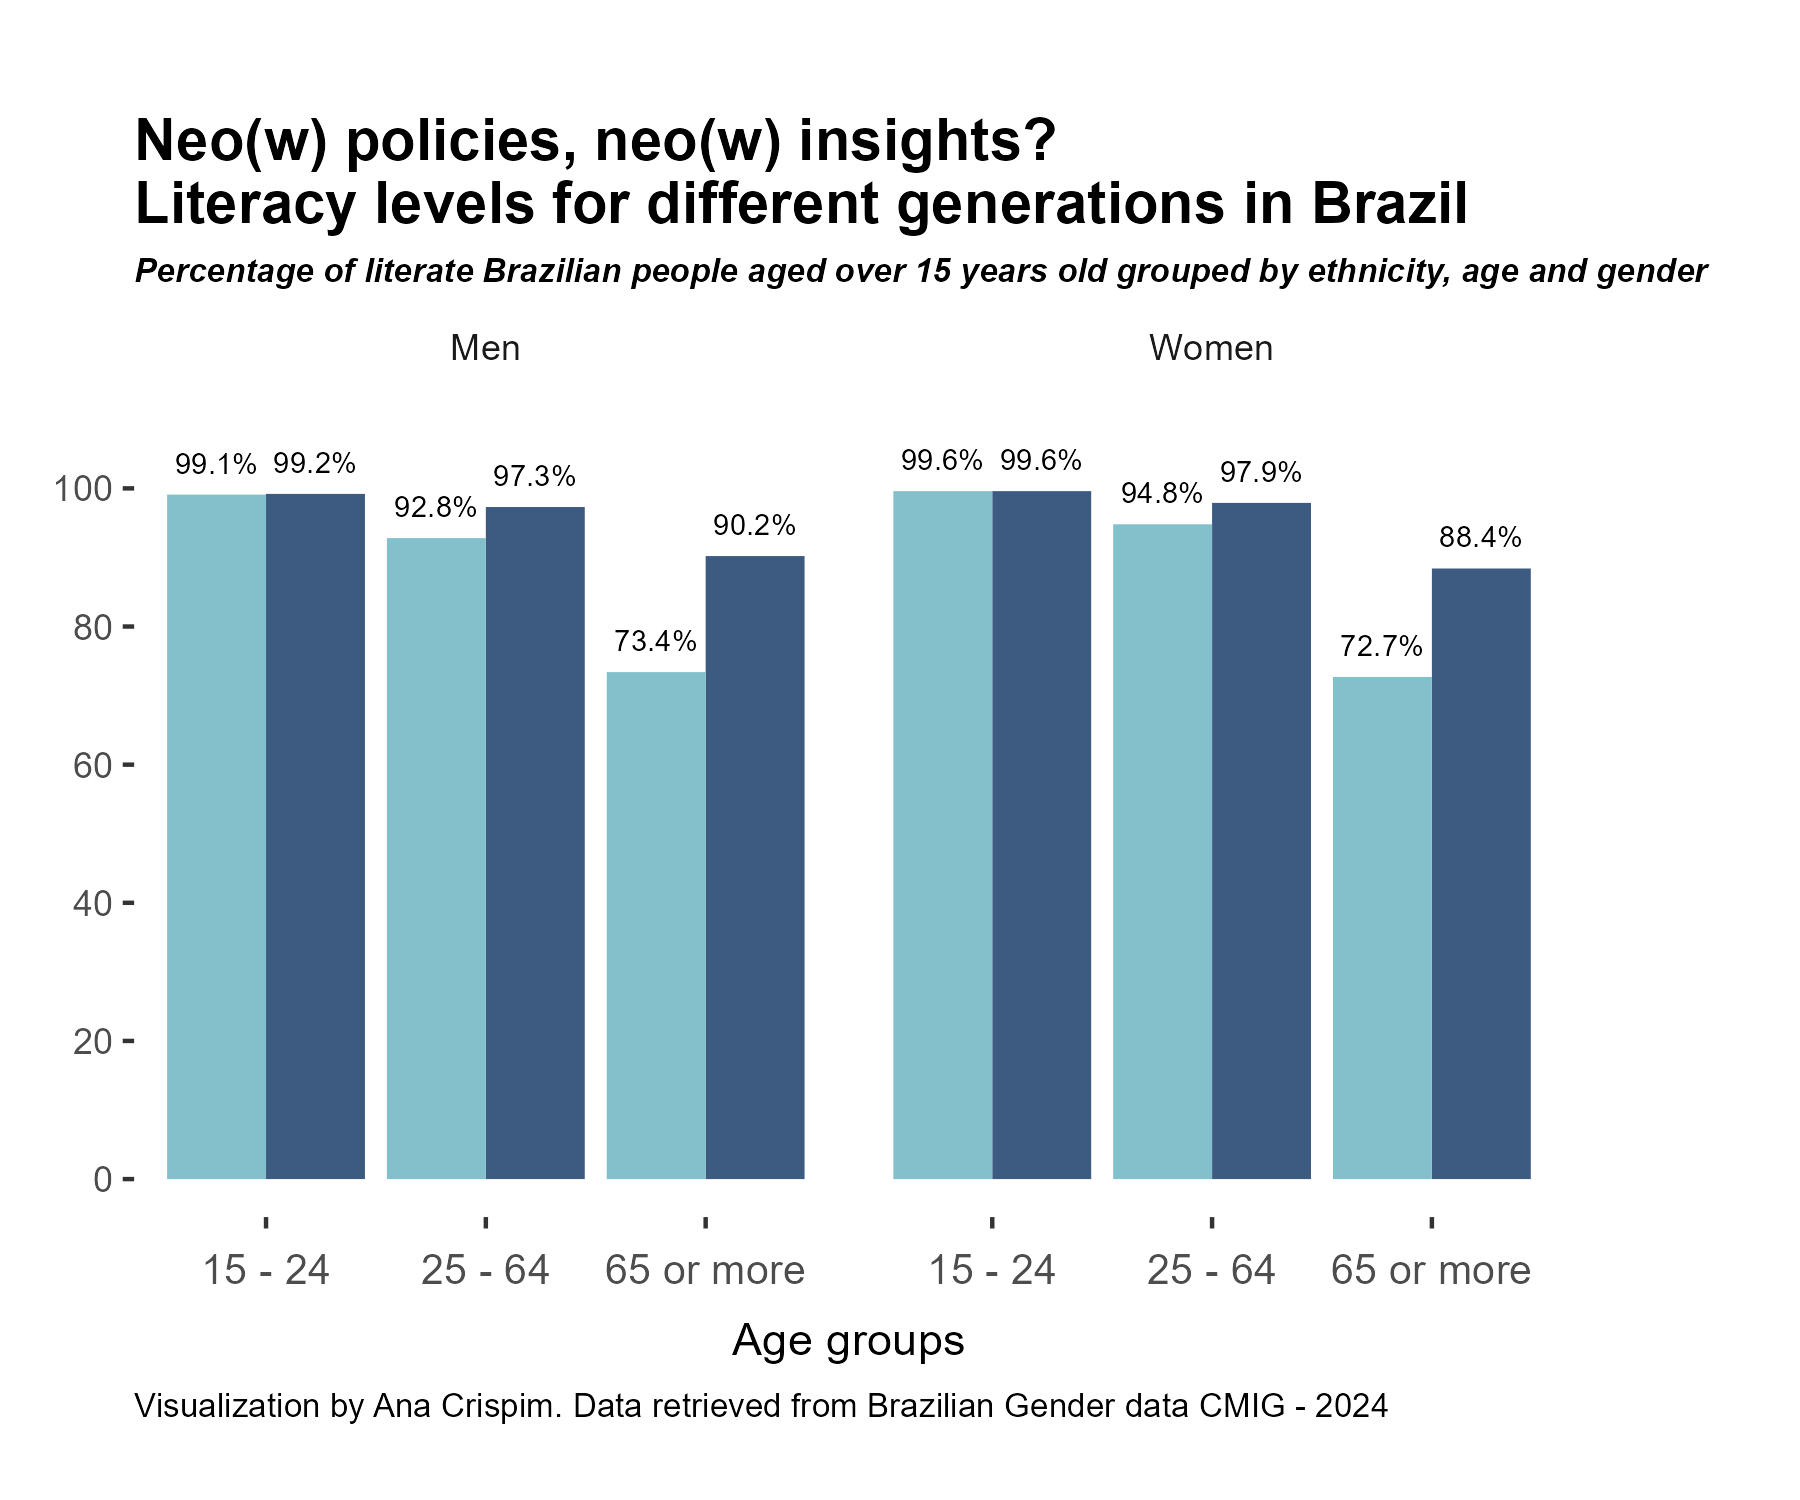 Neo(w) policies, neo(w) insights?
Literacy levels for different generations in Brazil
Percentage of literate Brazilian people aged over 15 years old grouped by ethnicity, age and gender
Men
Women
99.1% 99.2%
92.8%
97.3%
73.4%
90.2%
99.6% 99.6%
94.8%
97.9%
72.7%
88.4%
100
80
60
40
20
0
15 - 24
25 - 64
65 or more
15 - 24
25 - 64
65 or more
Age groups
Visualization by Ana Crispim. Data retrieved from Brazilian Gender data CMIG - 2024